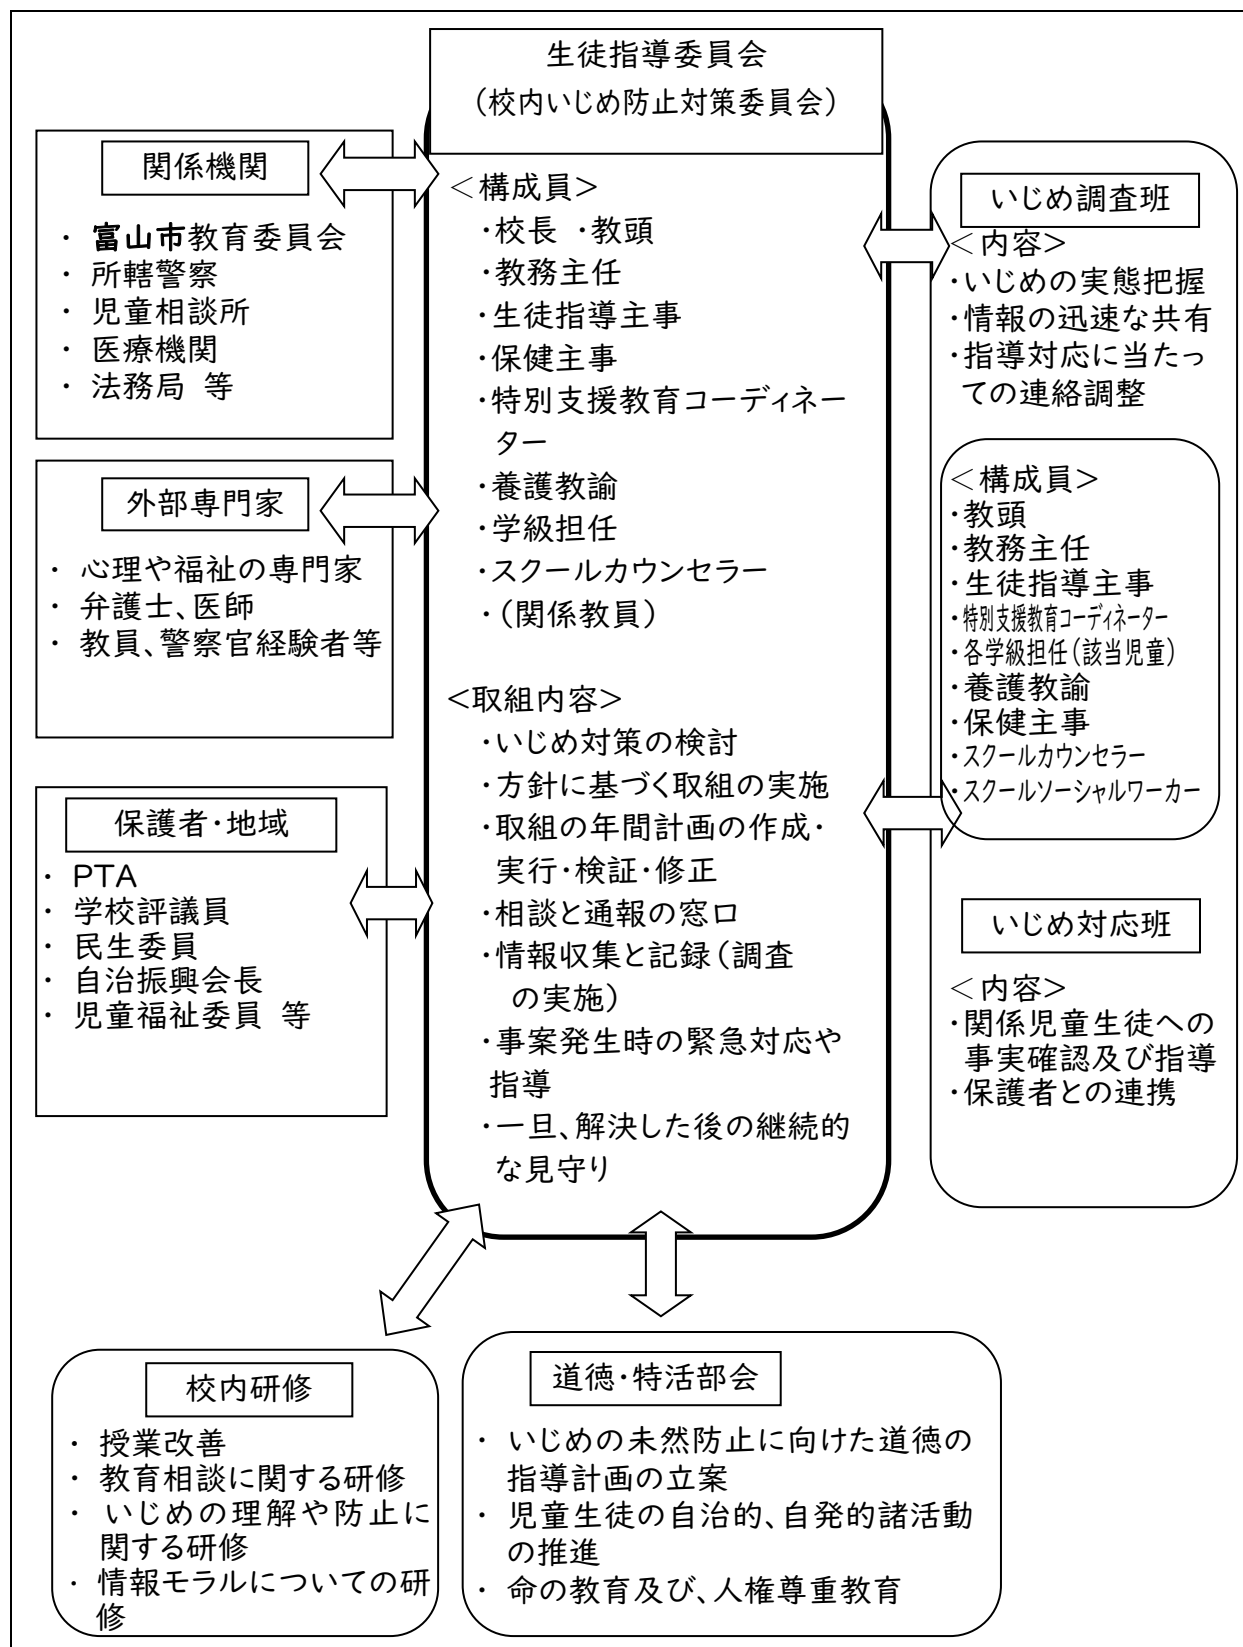 生徒指導委員会
（校内いじめ防止対策委員会）
関係機関
・ 富山市教育委員会
・ 所轄警察
・ 児童相談所
・ 医療機関
・ 法務局 等
外部専門家
・ 心理や福祉の専門家
・ 弁護士、医師
・ 教員、警察官経験者等
保護者・地域
・ PTA
・ 学校評議員
・ 民生委員
・ 自治振興会長
・ 児童福祉委員 等
＜構成員＞
・校長 ・教頭
・教務主任
・生徒指導主事
・保健主事
・特別支援教育コーディネー
ター
・養護教諭
・学級担任
・スクールカウンセラー
・（関係教員）
＜取組内容＞
・いじめ対策の検討
・方針に基づく取組の実施
・取組の年間計画の作成・
実行・検証・修正
・相談と通報の窓口
・情報収集と記録（調査
の実施）
・事案発生時の緊急対応や
指導
・一旦、解決した後の継続的
な見守り
いじめ調査班
＜内容＞
・いじめの実態把握
・情報の迅速な共有
・指導対応に当たっ
ての連絡調整
＜構成員＞
・教頭
・教務主任
・生徒指導主事
・特別支援教育コーディネーター
・各学級担任（該当児童）
・養護教諭
・保健主事
・スクールカウンセラー
・スクールソーシャルワーカー
いじめ対応班
＜内容＞
・関係児童生徒への
事実確認及び指導
・保護者との連携
校内研修
・ 授業改善
・ 教育相談に関する研修
・ いじめの理解や防止に
関する研修
・ 情報モラルについての研
修
道徳・特活部会
・ いじめの未然防止に向けた道徳の
指導計画の立案
・ 児童生徒の自治的、自発的諸活動
の推進
・ 命の教育及び、人権尊重教育